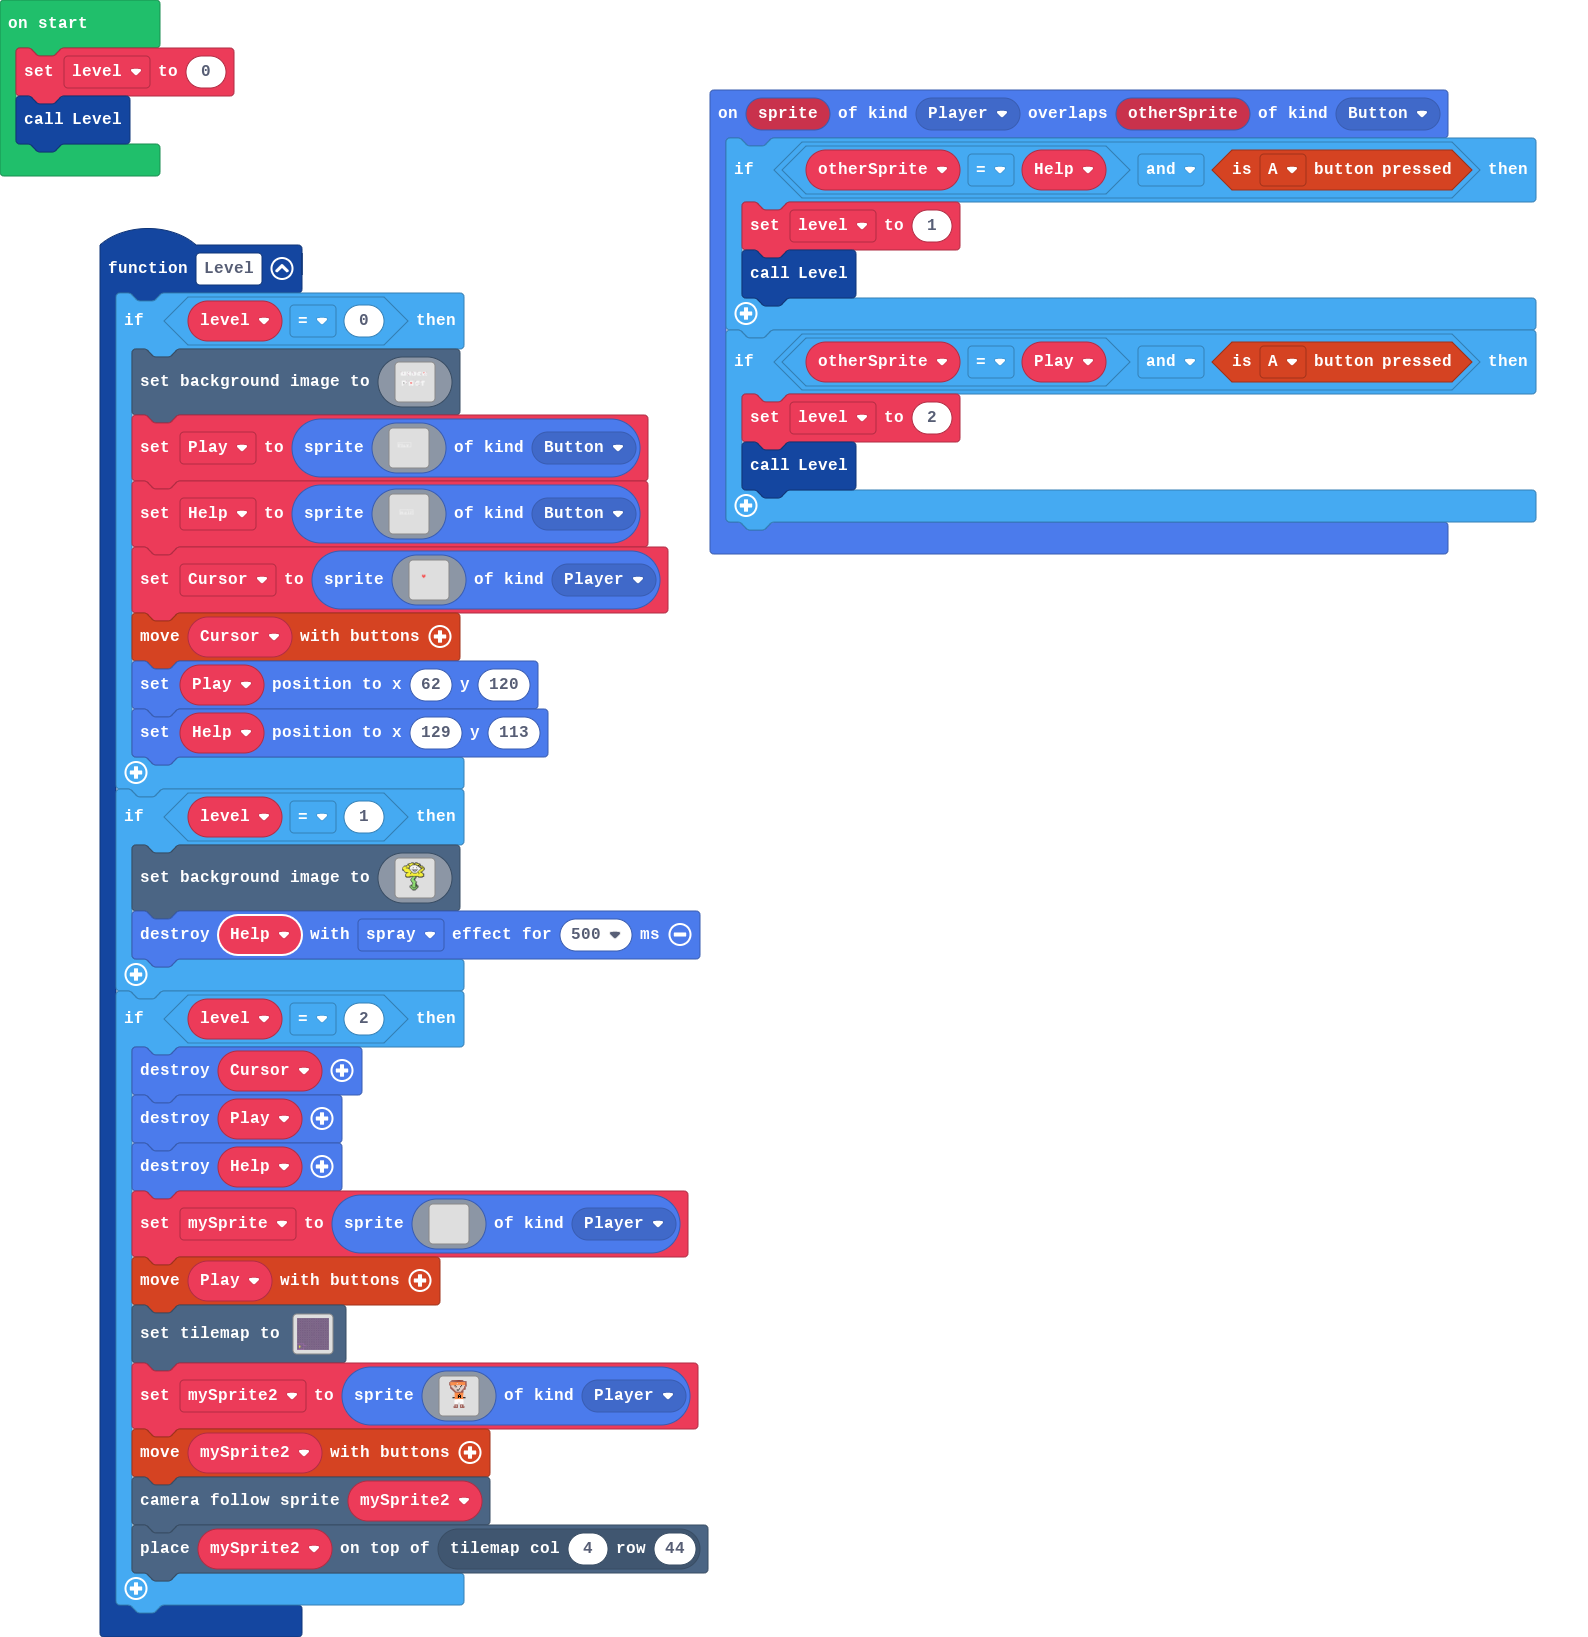 on start
set level to 0
call Level
function Level
if level = 0 then
set background image to
set Play to sprite of kind Button
set Help to sprite of kind Button
set Cursor to sprite of kind Player
move Cursor with buttons
set Play position to x 62 y 120
set Help position to x 129 y 113
if level = 1 then
set background image to
destroy Help with spray effect for 500 ms
if level = 2 then
destroy Cursor
destroy Play
destroy Help
set mySprite to sprite of kind Player
move Play with buttons
set tilemap to
set mySprite2 to sprite of kind Player
move mySprite2 with buttons
camera follow sprite mySprite2
place mySprite2 on top of tilemap col 4 row 44
on sprite of kind Player overlaps otherSprite of kind Button
if otherSprite = Help and is A button pressed then
set level to 1
call Level
if otherSprite = Play and is A button pressed then
set level to 2
call Level